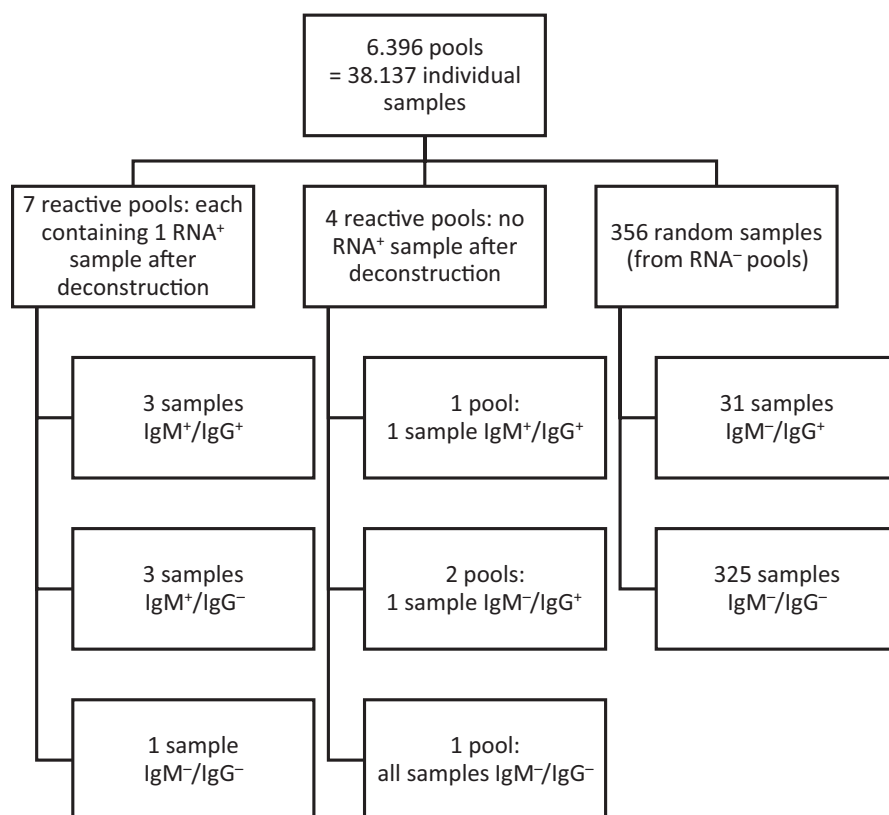 6.396 pools
= 38.137 individual
samples
7 reactive pools: each
containing 1 RNA⁺
sample after
deconstruction
4 reactive pools: no
RNA⁺ sample after
deconstruction
356 random samples
(from RNA⁻ pools)
3 samples
IgM⁺/IgG⁺
1 pool:
1 sample IgM⁺/IgG⁺
31 samples
IgM⁻/IgG⁺
3 samples
IgM⁺/IgG⁻
2 pools:
1 sample IgM⁻/IgG⁺
325 samples
IgM⁻/IgG⁻
1 sample
IgM⁻/IgG⁻
1 pool:
all samples IgM⁻/IgG⁻